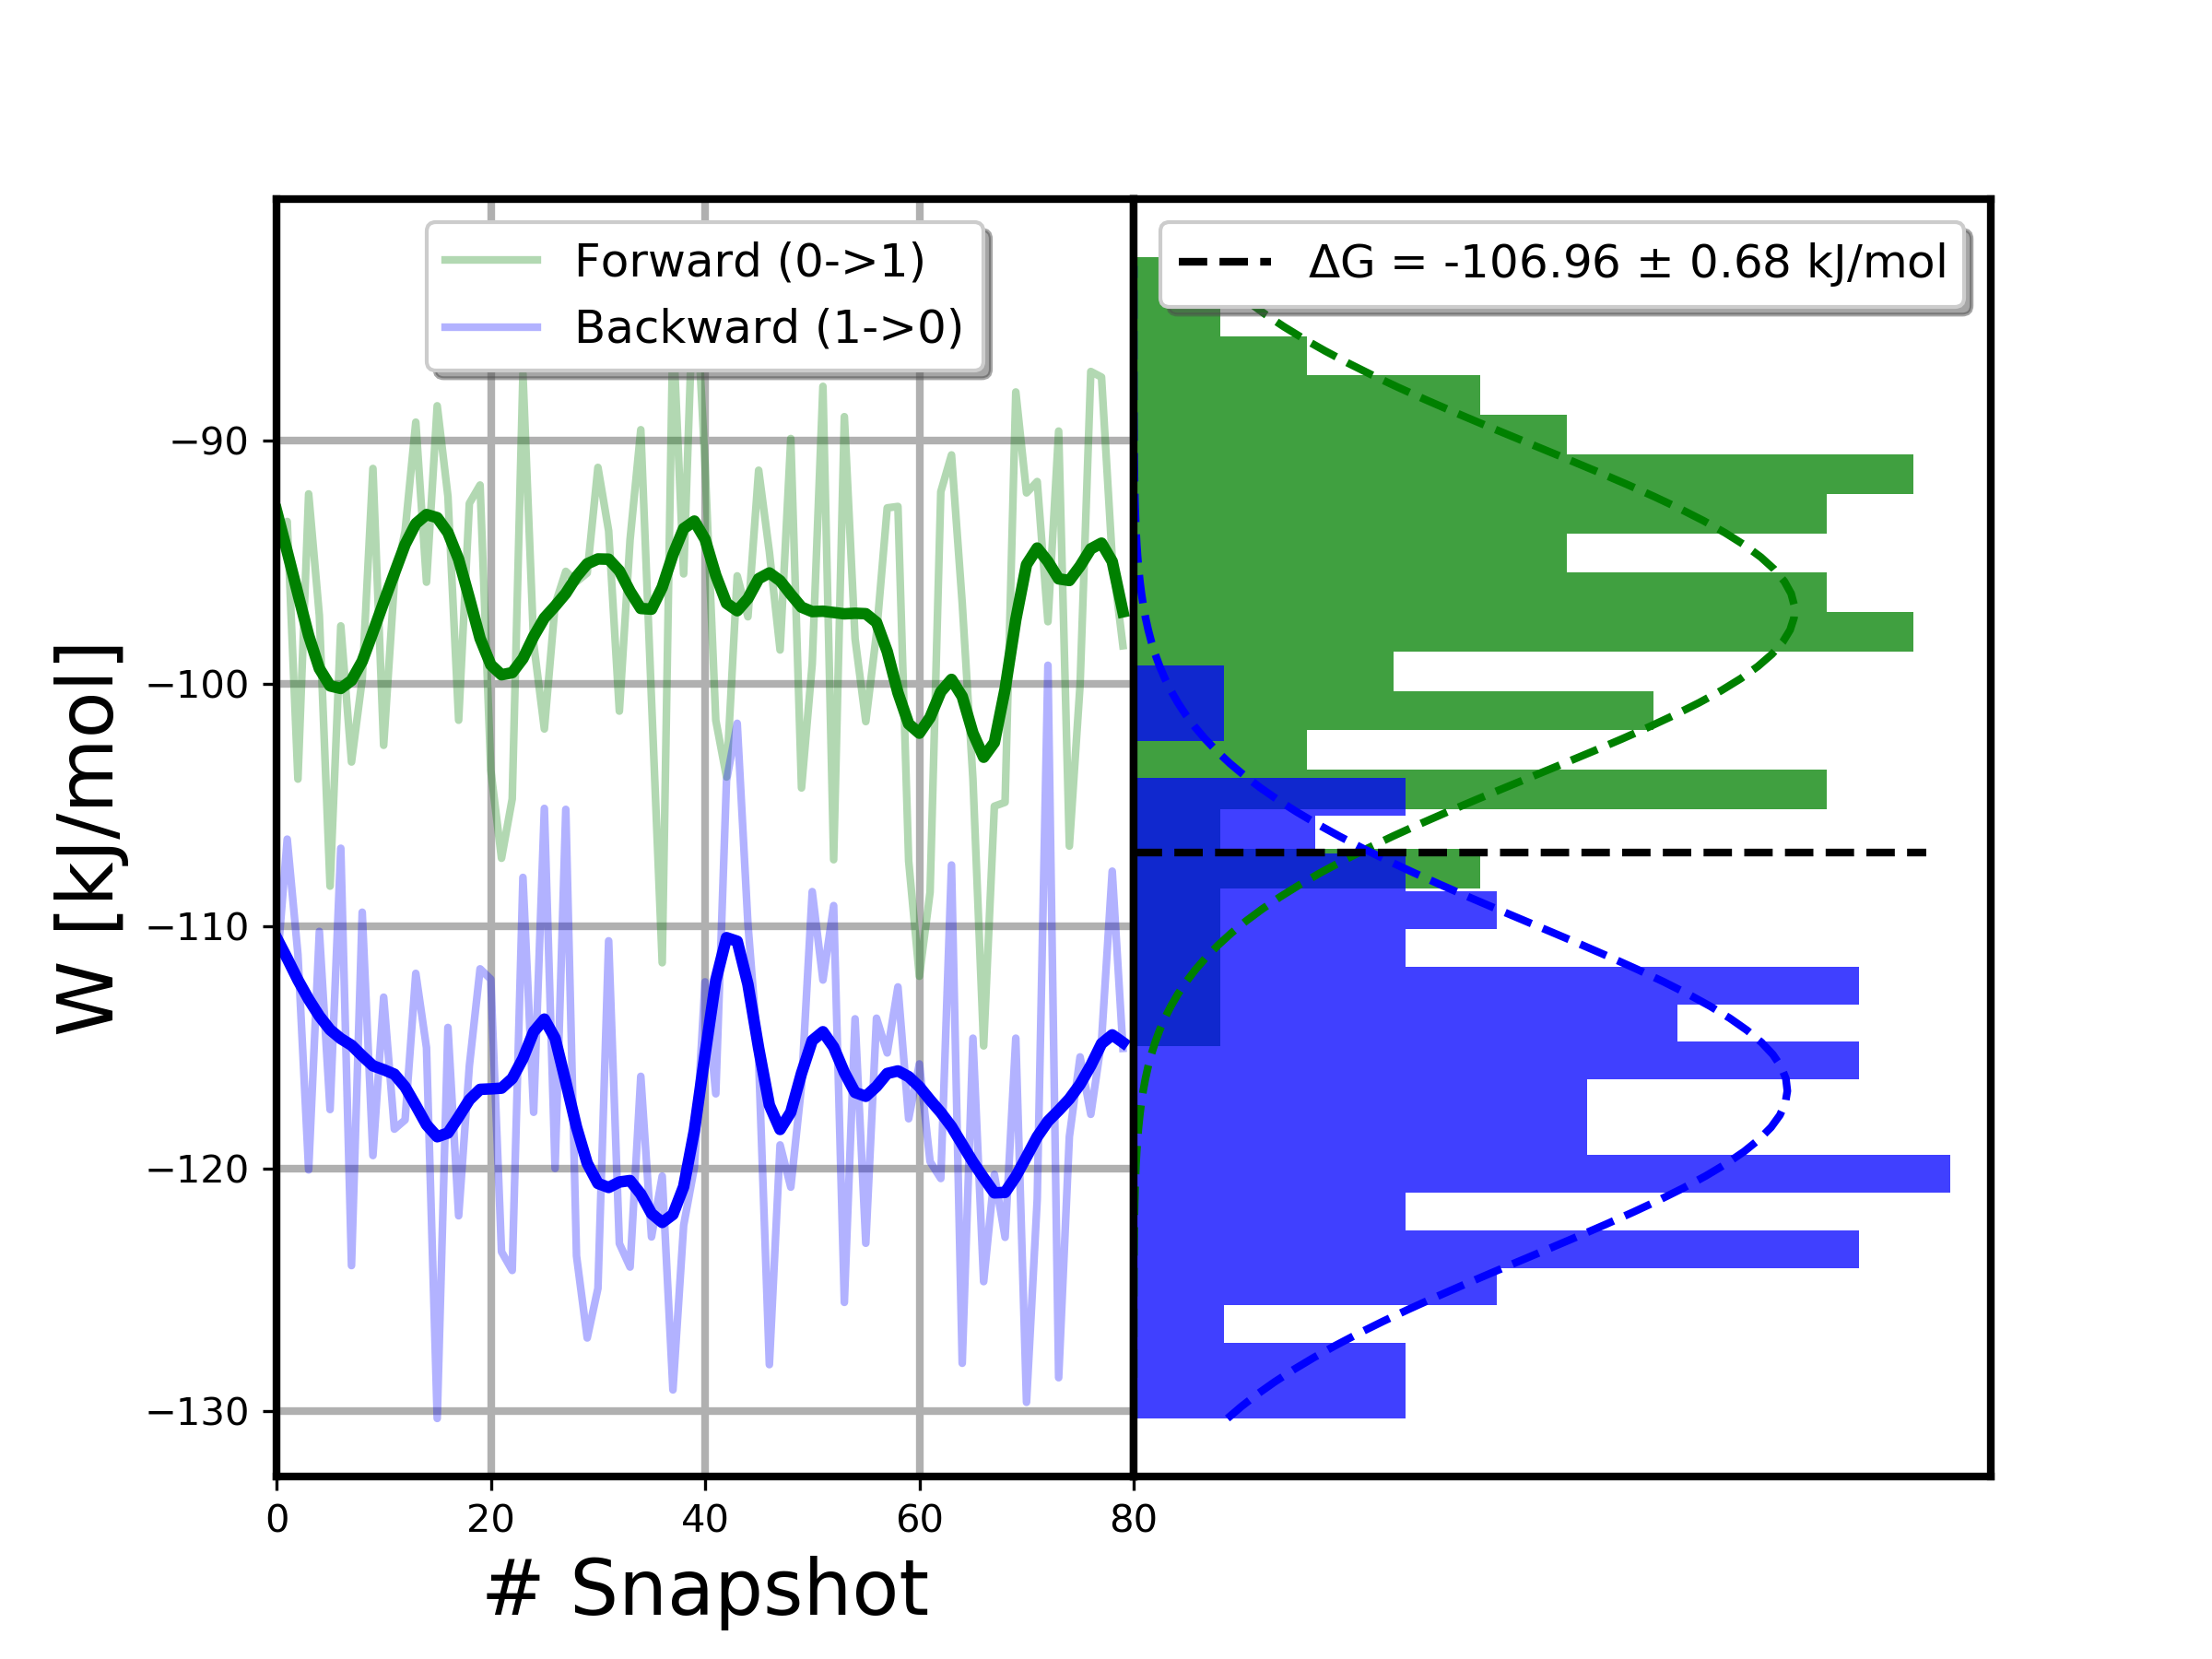 Forward (0->1)
Backward (1->0)
ΔG = -106.96 ± 0.68 kJ/mol
W [kJ/mol]
−90
−100
−110
−120
−130
0 20 40 60 80
# Snapshot